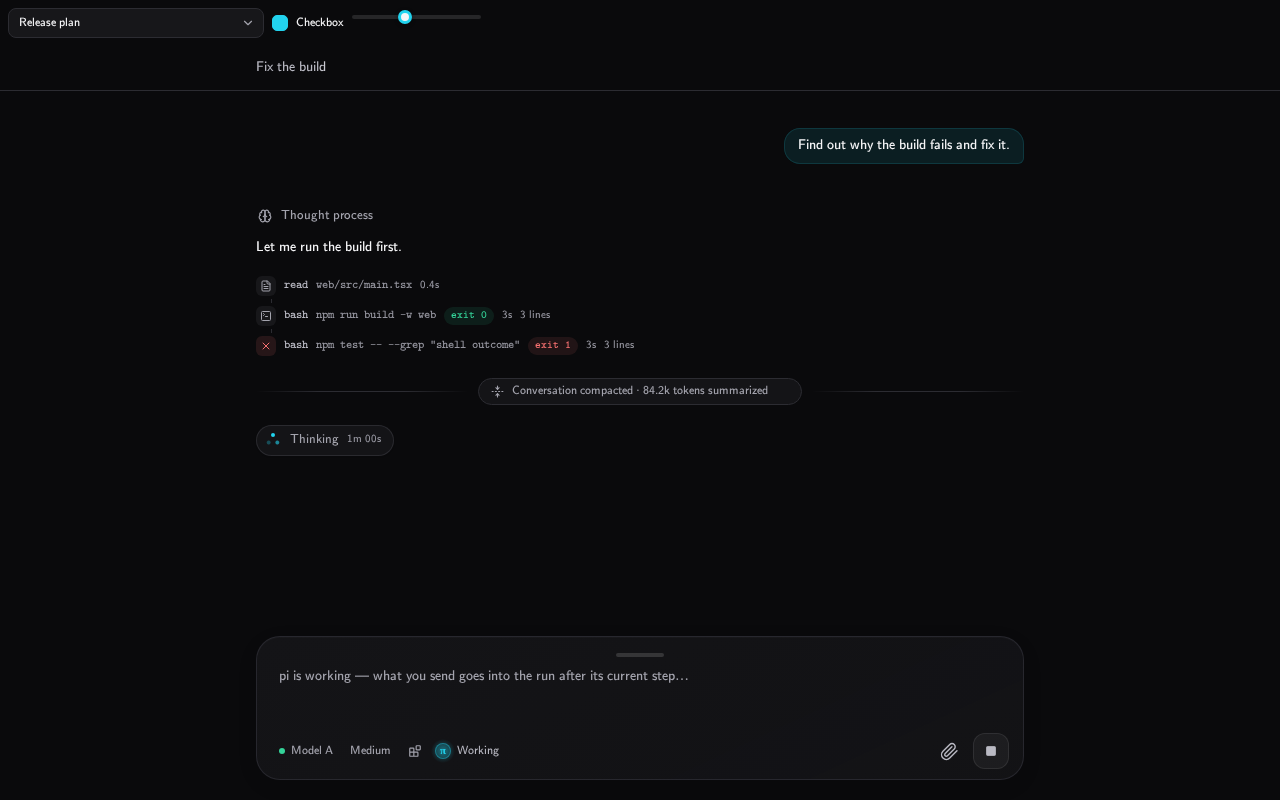 Release plan
Checkbox
Fix the build
Find out why the build fails and fix it.
Thought process
Let me run the build first.
read web/src/main.tsx 0.4s
bash npm run build -w web exit 0 3s 3 lines
bash npm test -- --grep "shell outcome" exit 1 3s 3 lines
Conversation compacted · 84.2k tokens summarized
Thinking 1m 00s
pi is working — what you send goes into the run after its current step…
Model A Medium π Working